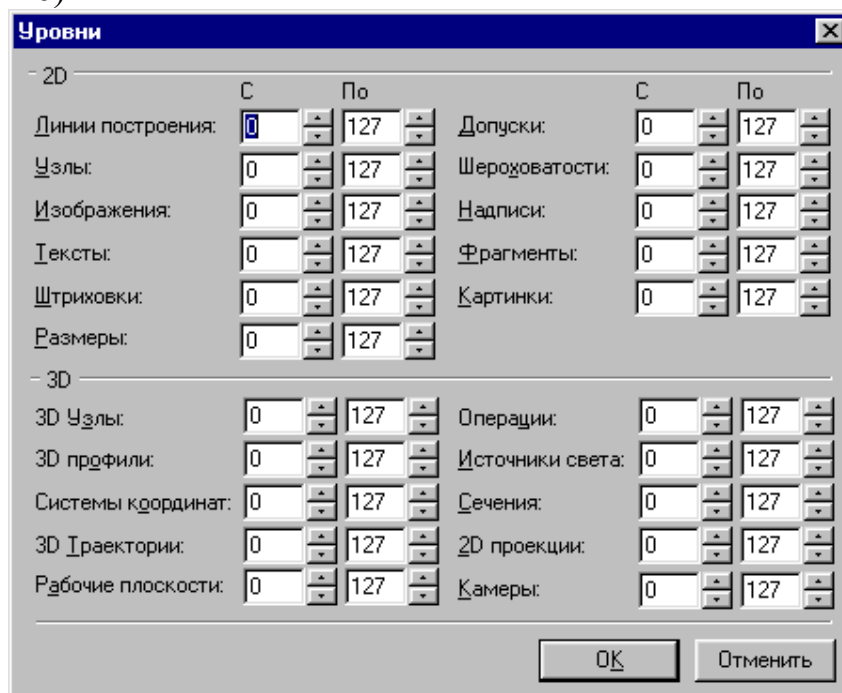 Уровни
2D
С По С По
Линии построения: 0 127 Допуски: 0 127
Узлы: 0 127 Шероховатости: 0 127
Изображения: 0 127 Надписи: 0 127
Тексты: 0 127 Фрагменты: 0 127
Штриховки: 0 127 Картинки: 0 127
Размеры: 0 127
3D
3D Узлы: 0 127 Операции: 0 127
3D профили: 0 127 Источники света: 0 127
Системы координат: 0 127 Сечения: 0 127
3D Траектории: 0 127 2D проекции: 0 127
Рабочие плоскости: 0 127 Камеры: 0 127
OK Отменить